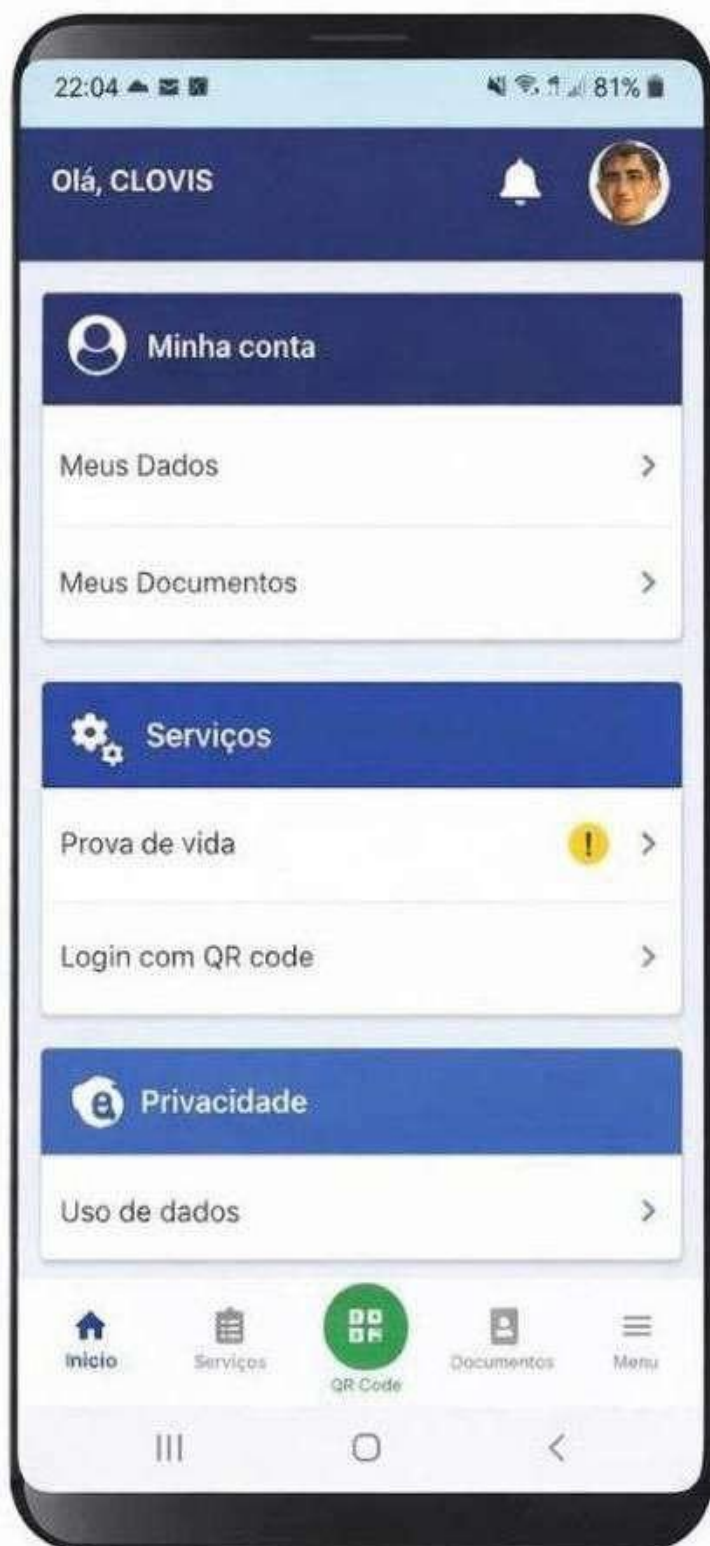 22:04 81%
Olá, CLOVIS
Minha conta
Meus Dados
Meus Documentos
Serviços
Prova de vida !
Login com QR code
Privacidade
Uso de dados
Início Serviços QR Code Documentos Menu